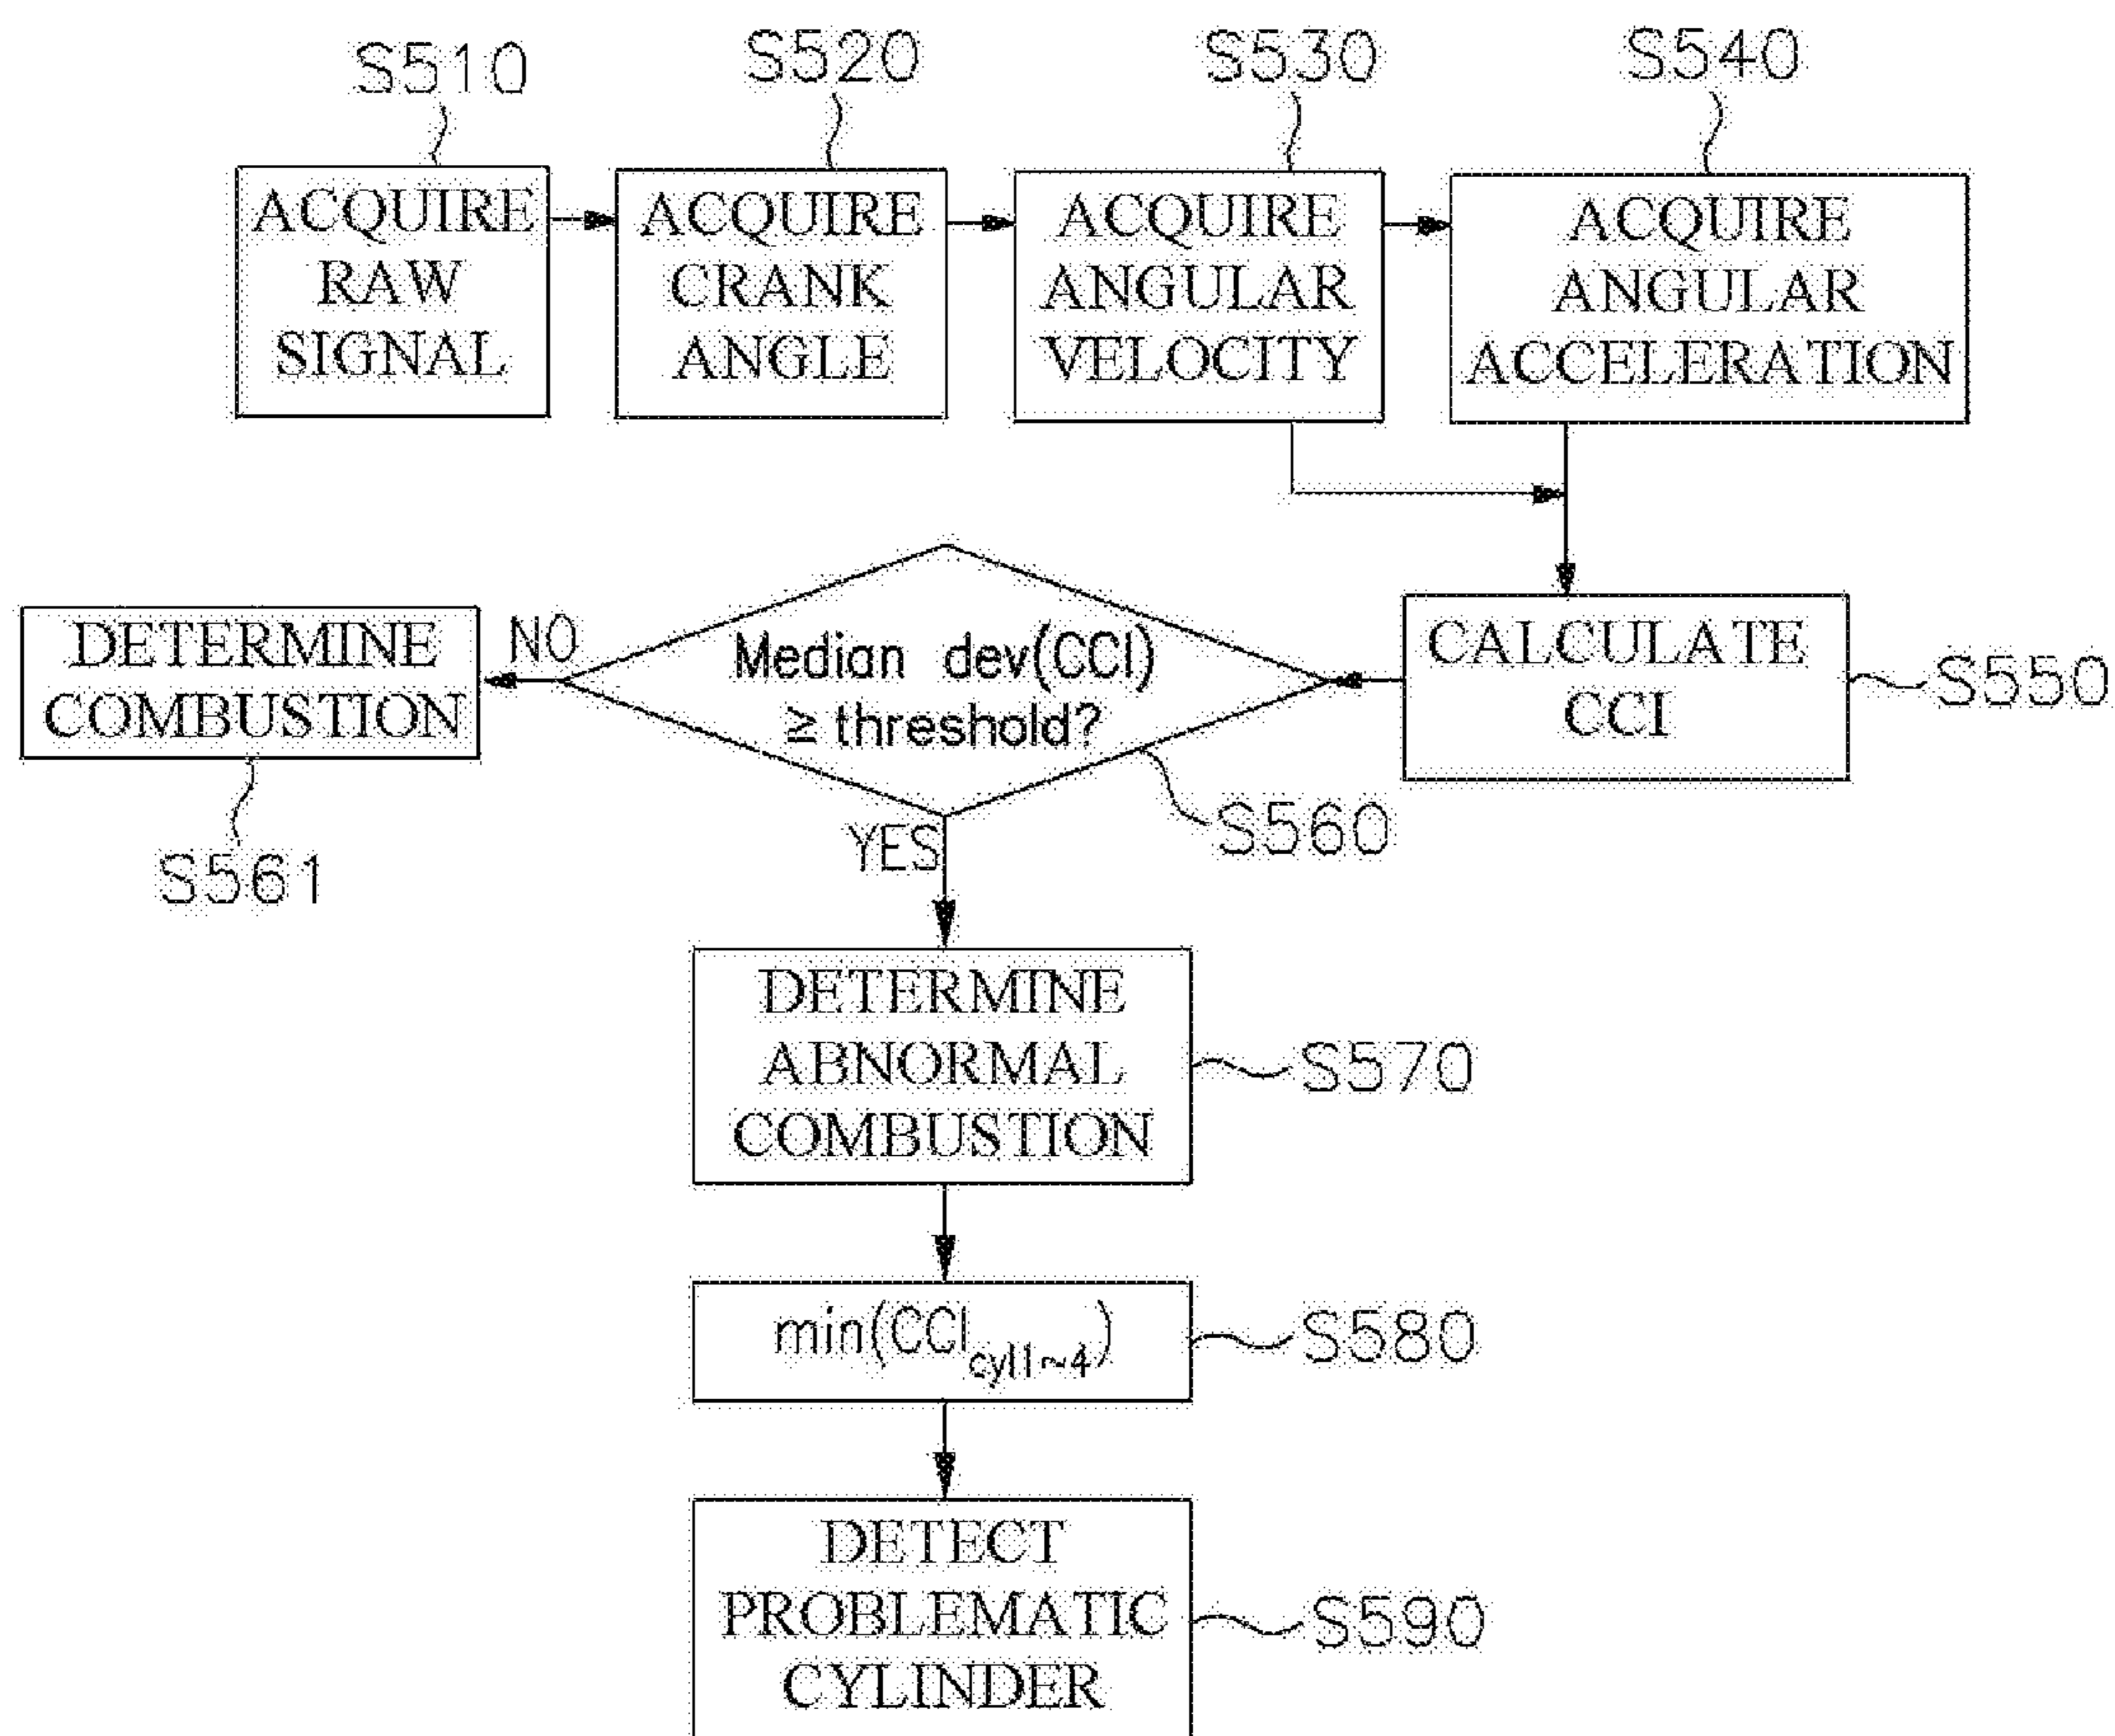 S510
S520
S530
S540
ACQUIRE
RAW
SIGNAL
ACQUIRE
CRANK
ANGLE
ACQUIRE
ANGULAR
VELOCITY
ACQUIRE
ANGULAR
ACCELERATION
DETERMINE
COMBUSTION
NO
Median dev(CCI)
≥ threshold?
CALCULATE
CCI
S550
S561
YES
S560
DETERMINE
ABNORMAL
COMBUSTION
S570
min(CCIcyl1~4)
S580
DETECT
PROBLEMATIC
CYLINDER
S590